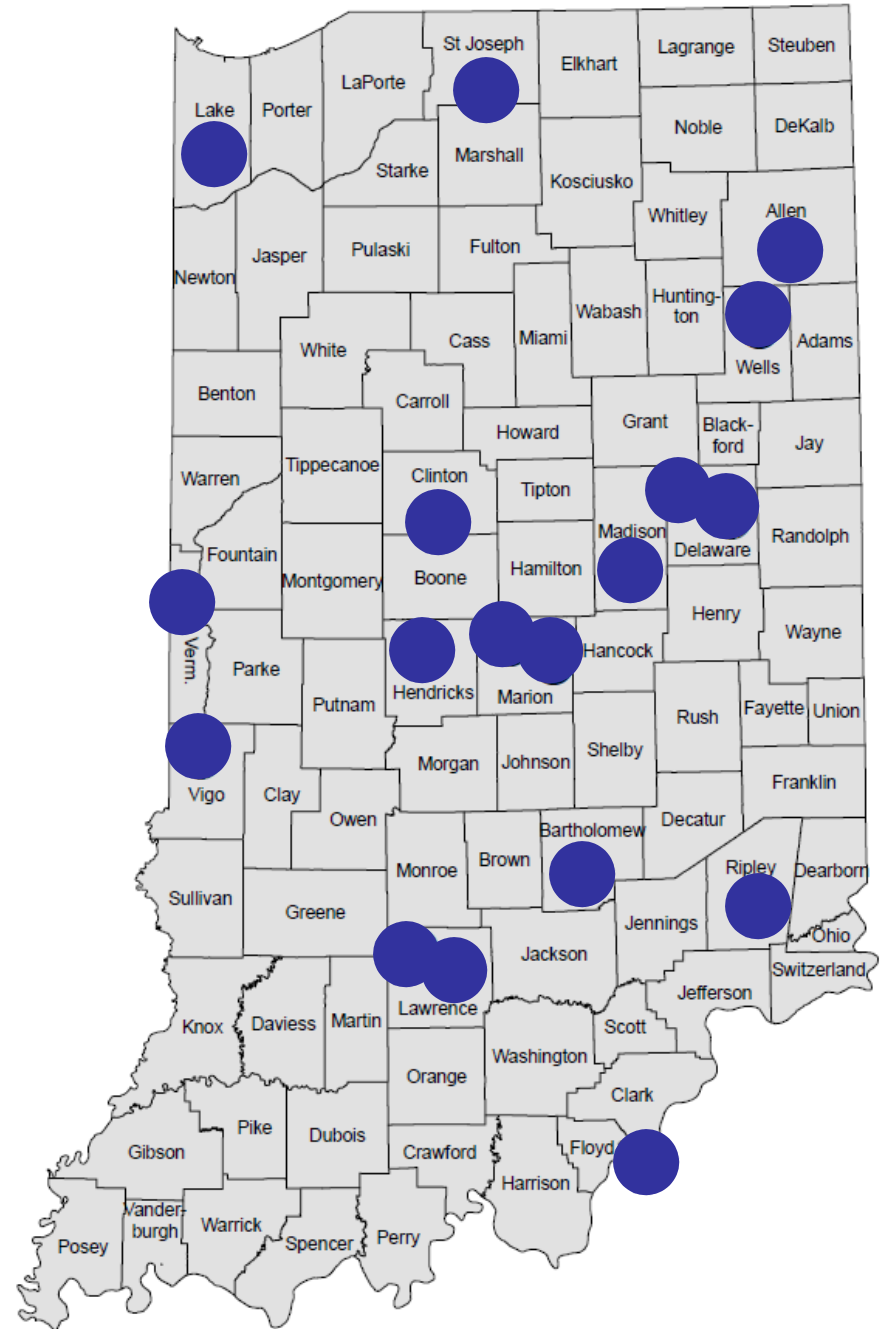 St Joseph
Lagrange
Steuben
Elkhart
LaPorte
Lake
Porter
Noble
DeKalb
Marshall
Starke
Kosciusko
Allen
Whitley
Fulton
Pulaski
Jasper
Newton
Hunting-
ton
Wabash
Miami
Cass
Adams
White
Wells
Benton
Carroll
Grant
Black-
ford
Howard
Jay
Tippecanoe
Clinton
Warren
Tipton
Madison
Randolph
Delaware
Fountain
Hamilton
Boone
Montgomery
Henry
Wayne
Hancock
Verm.
Parke
Hendricks
Marion
Putnam
Fayette
Union
Rush
Shelby
Morgan
Johnson
Franklin
Vigo
Clay
Owen
Decatur
Bartholomew
Brown
Ripley
Dearborn
Monroe
Sullivan
Greene
Jennings
Ohio
Jackson
Switzerland
Jefferson
Lawrence
Knox
Daviess
Martin
Scott
Washington
Orange
Clark
Pike
Dubois
Floyd
Gibson
Crawford
Harrison
Vander-
burgh
Warrick
Perry
Spencer
Posey